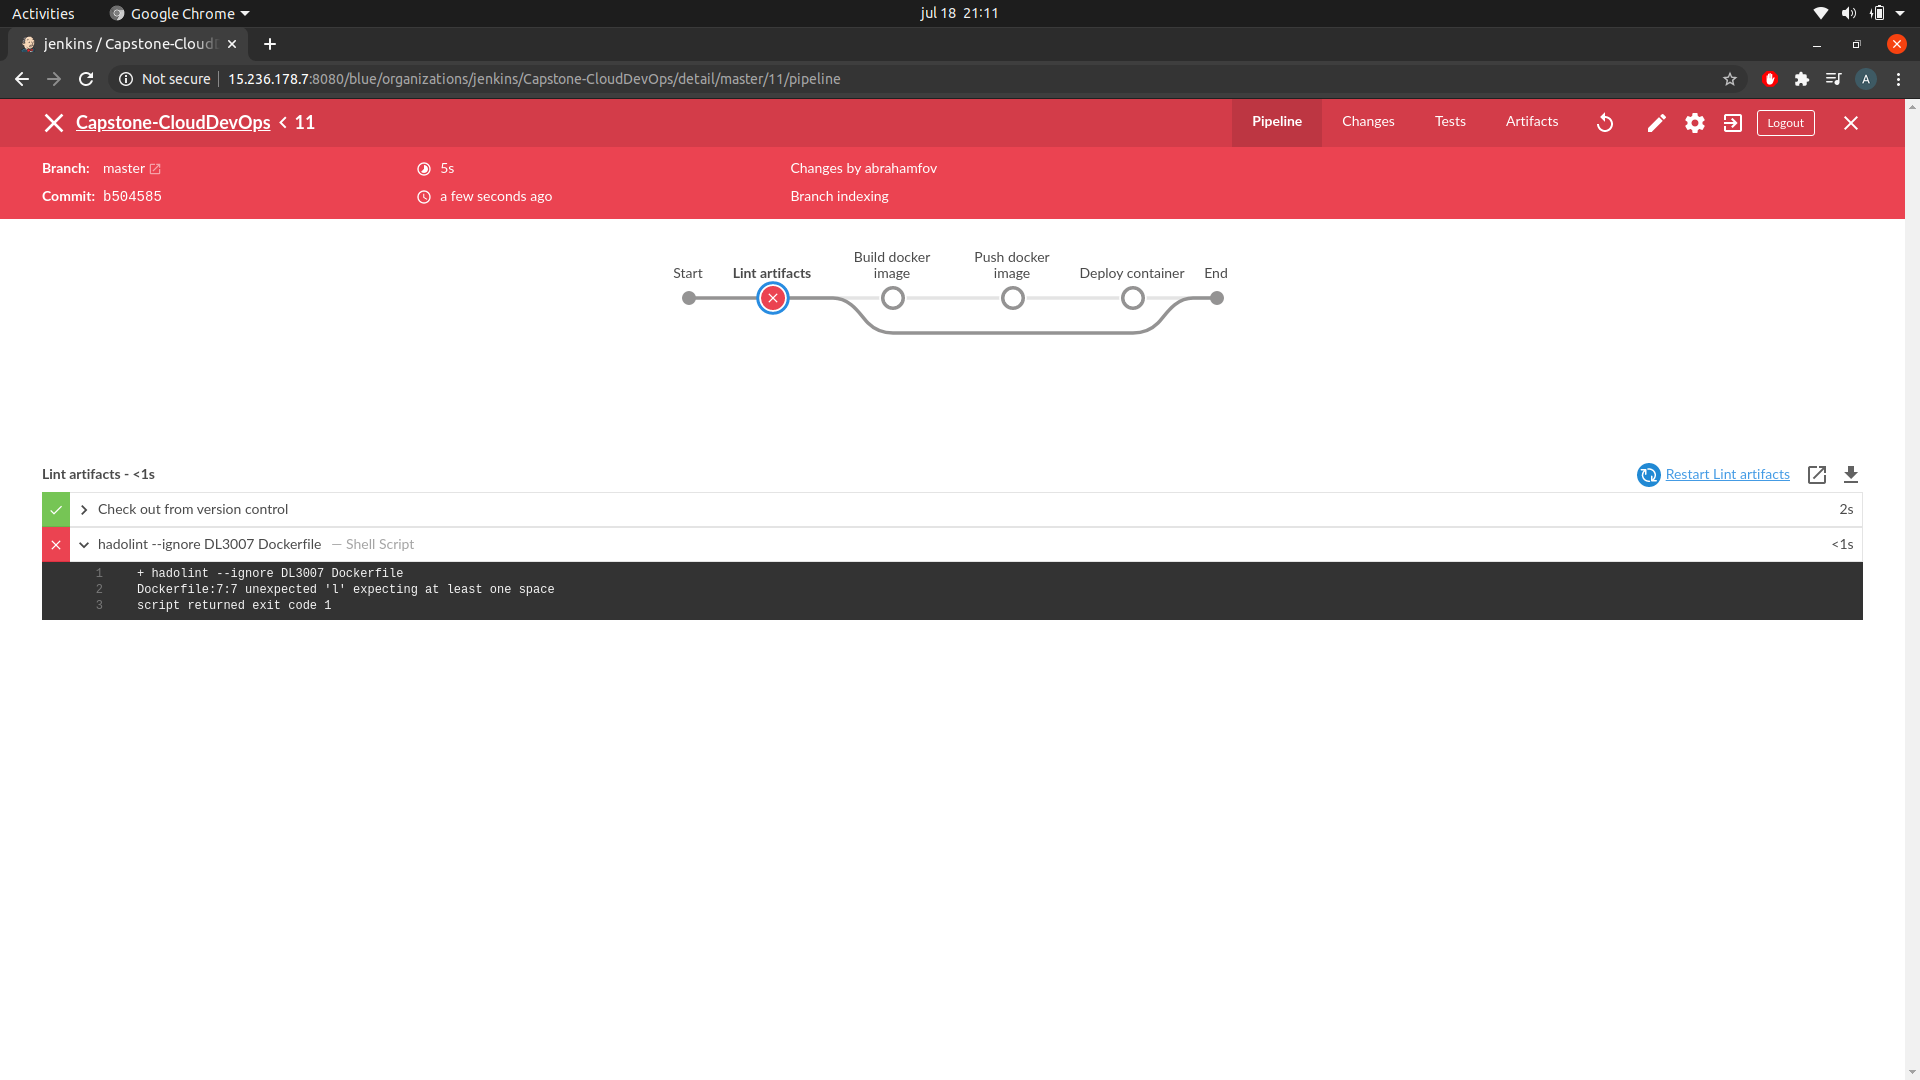 Activities
Google Chrome
jul 18 21:11
jenkins / Capstone-Cloud
Not secure
15.236.178.7:8080/blue/organizations/jenkins/Capstone-CloudDevOps/detail/master/11/pipeline
A
Capstone-CloudDevOps < 11
Pipeline
Changes
Tests
Artifacts
Logout
Branch: master
5s
Changes by abrahamfov
Commit: b504585
a few seconds ago
Branch indexing
Start
Lint artifacts
Build docker
image
Push docker
image
Deploy container
End
Lint artifacts - <1s
Restart Lint artifacts
Check out from version control
2s
hadolint --ignore DL3007 Dockerfile — Shell Script
<1s
1 + hadolint --ignore DL3007 Dockerfile
2 Dockerfile:7:7 unexpected 'l' expecting at least one space
3 script returned exit code 1